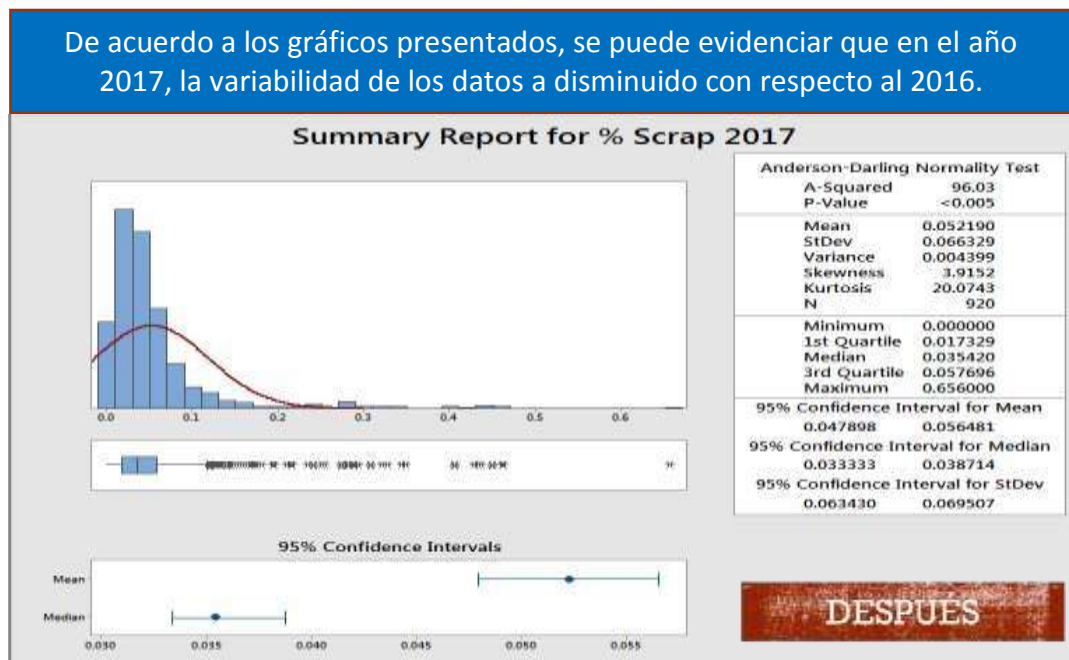 De acuerdo a los gráficos presentados, se puede evidenciar que en el año
2017, la variabilidad de los datos a disminuido con respecto al 2016.
Summary Report for % Scrap 2017
Anderson-Darling Normality Test
A-Squared 96.03
P-Value <0.005
Mean 0.052190
StDev 0.066329
Variance 0.004399
Skewness 3.9152
Kurtosis 20.0743
N 920
Minimum 0.000000
1st Quartile 0.017329
Median 0.035420
3rd Quartile 0.057696
Maximum 0.656000
95% Confidence Interval for Mean
0.047898 0.056481
95% Confidence Interval for Median
0.033333 0.038714
95% Confidence Interval for StDev
0.063430 0.069507
0.0 0.1 0.2 0.3 0.4 0.5 0.6
95% Confidence Intervals
Mean
Median
0.030 0.035 0.040 0.045 0.050 0.055
DESPUÉS